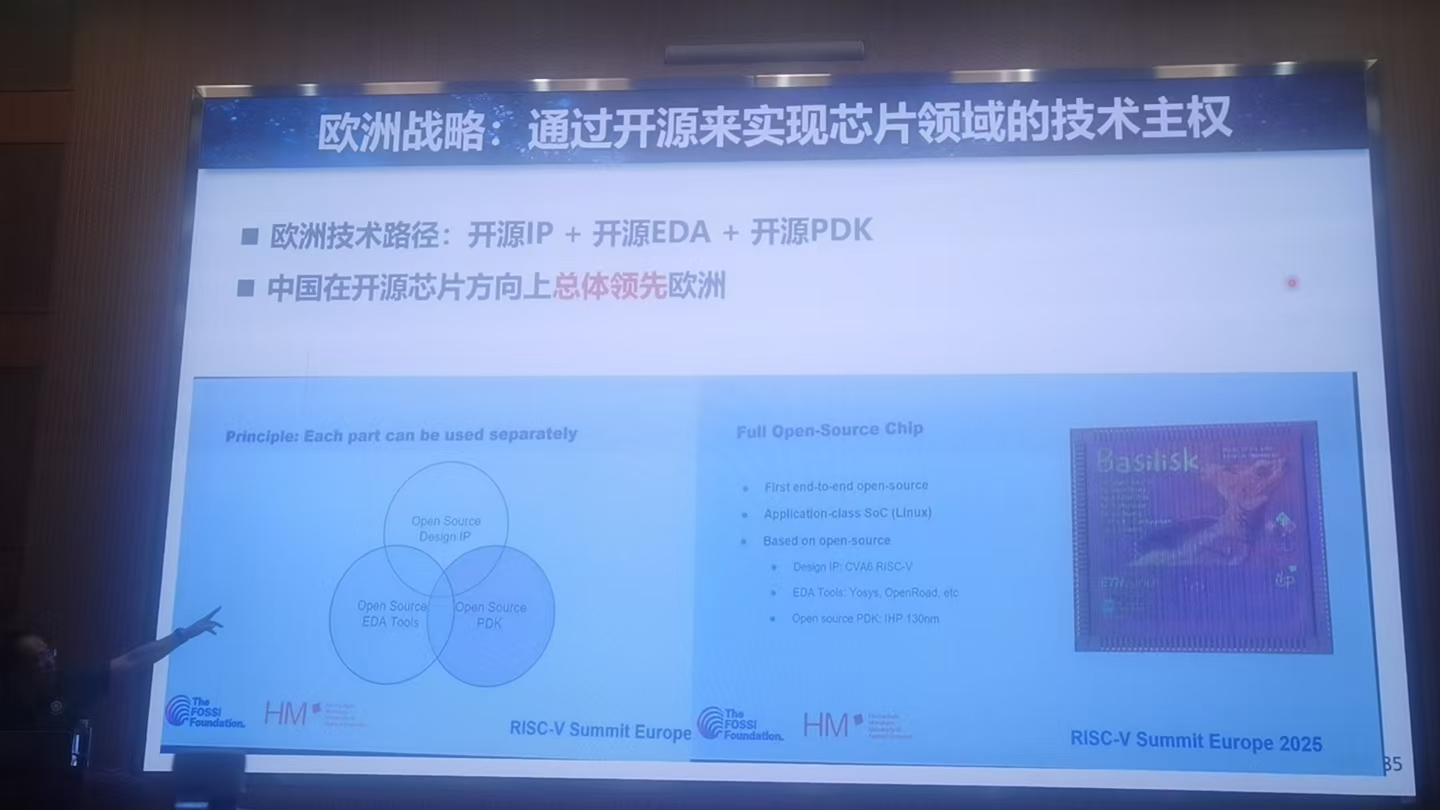 欧洲战略：通过开源来实现芯片领域的技术主权
■ 欧洲技术路径：开源IP + 开源EDA + 开源PDK
■ 中国在开源芯片方向上总体领先欧洲
Principle: Each part can be used separately
Open Source
Design IP
Open Source
EDA Tools
Open Source
PDK
The
FOSSi
Foundation.
HM
RISC-V Summit Europe
Full Open-Source Chip
• First end-to-end open-source
• Application-class SoC (Linux)
• Based on open-source
• Design IP: CVA6 RISC-V
• EDA Tools: Yosys, OpenRoad, etc
• Open source PDK: IHP 130nm
Basilisk
The
FOSSi
Foundation.
HM
RISC-V Summit Europe 2025
35